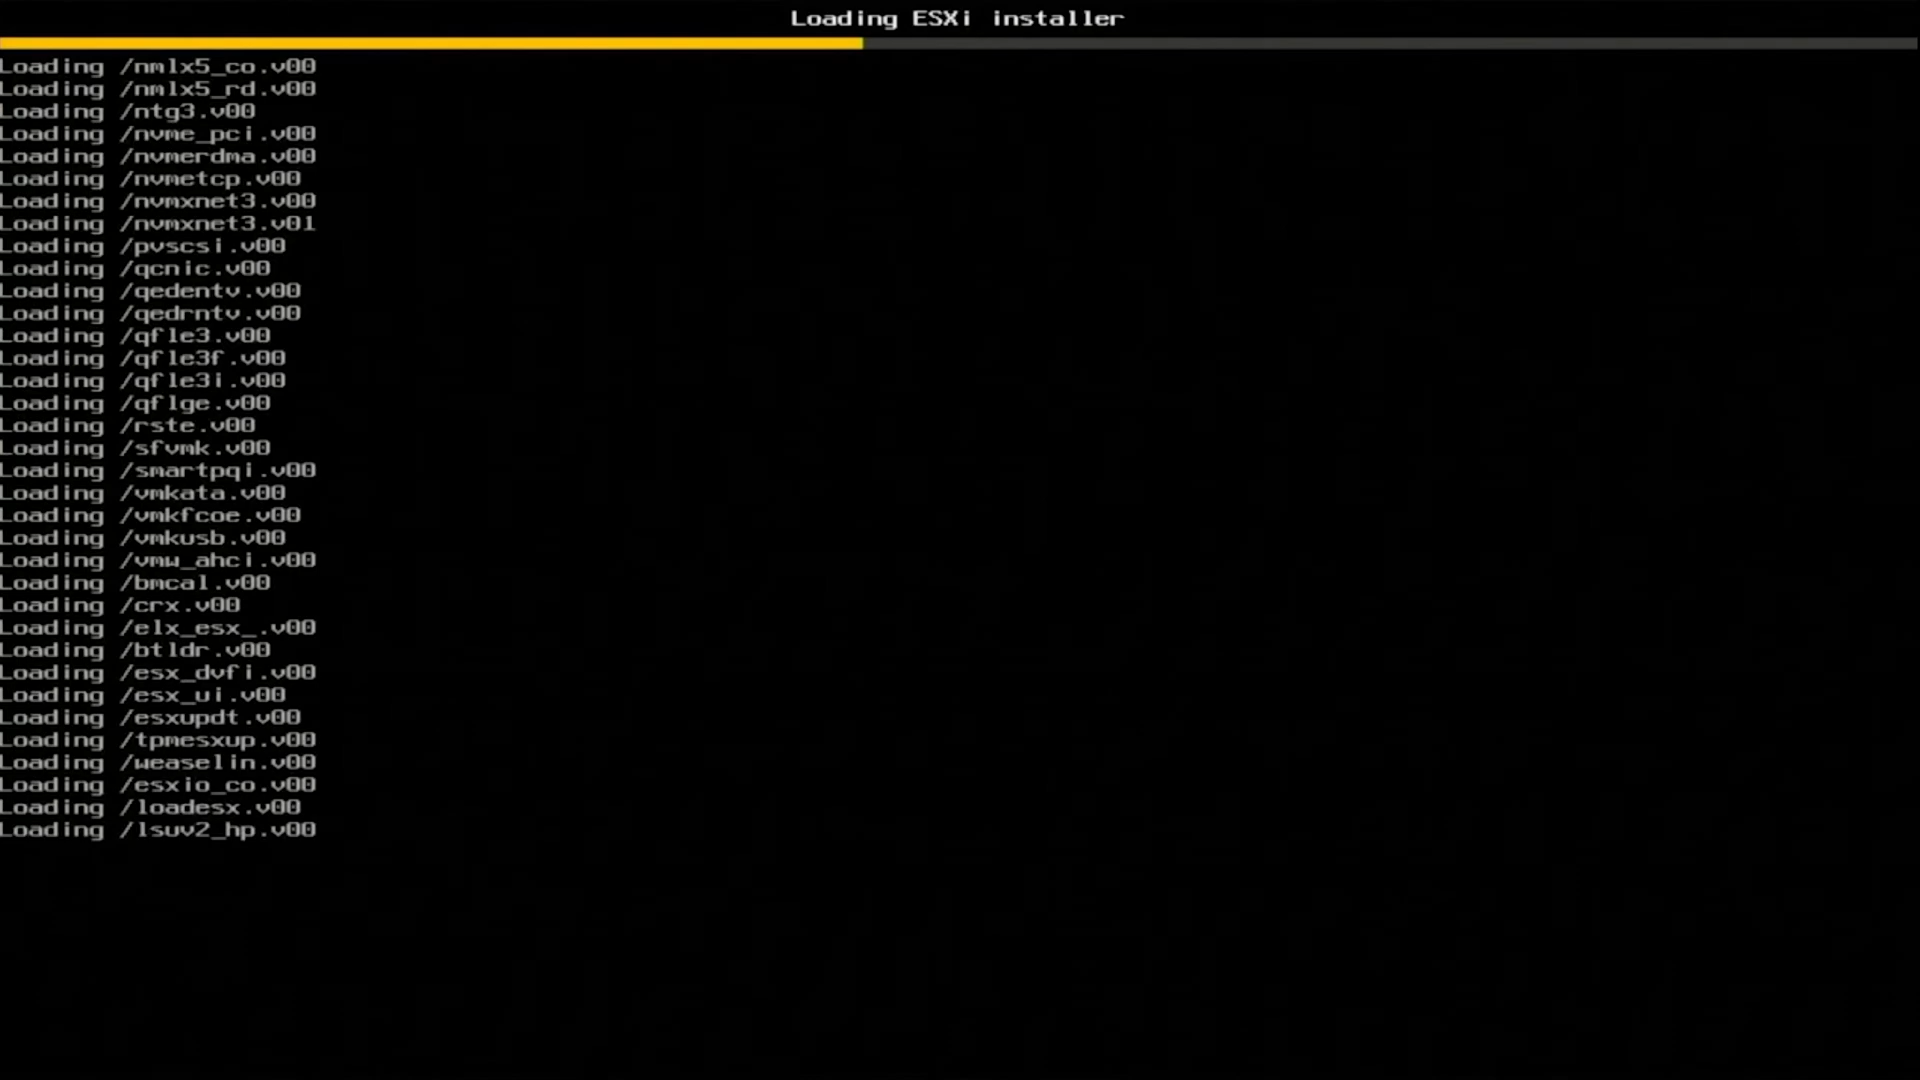 Loading ESXi installer
Loading /nmlx5_co.v00
Loading /nmlx5_rd.v00
Loading /ntg3.v00
Loading /nvme_pci.v00
Loading /nvmerdma.v00
Loading /nvmetcp.v00
Loading /nvmxnet3.v00
Loading /nvmxnet3.v01
Loading /pvscsi.v00
Loading /qcnic.v00
Loading /qedentv.v00
Loading /qedrntv.v00
Loading /qfle3.v00
Loading /qfle3f.v00
Loading /qfle3i.v00
Loading /qflge.v00
Loading /rste.v00
Loading /sfvmk.v00
Loading /smartpqi.v00
Loading /vmkata.v00
Loading /vmkfcoe.v00
Loading /vmkusb.v00
Loading /vmw_ahci.v00
Loading /bmcal.v00
Loading /crx.v00
Loading /elx_esx_.v00
Loading /btldr.v00
Loading /esx_dvfi.v00
Loading /esx_ui.v00
Loading /esxupdt.v00
Loading /tpmesxup.v00
Loading /weaselin.v00
Loading /esxio_co.v00
Loading /loadesx.v00
Loading /lsuv2_hp.v00